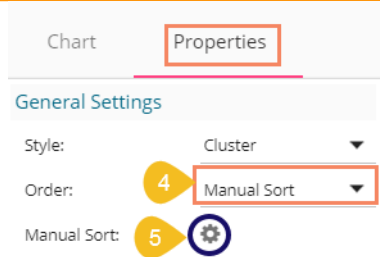 Chart Properties
General Settings
Style: Cluster
Order: 4 Manual Sort
Manual Sort: 5